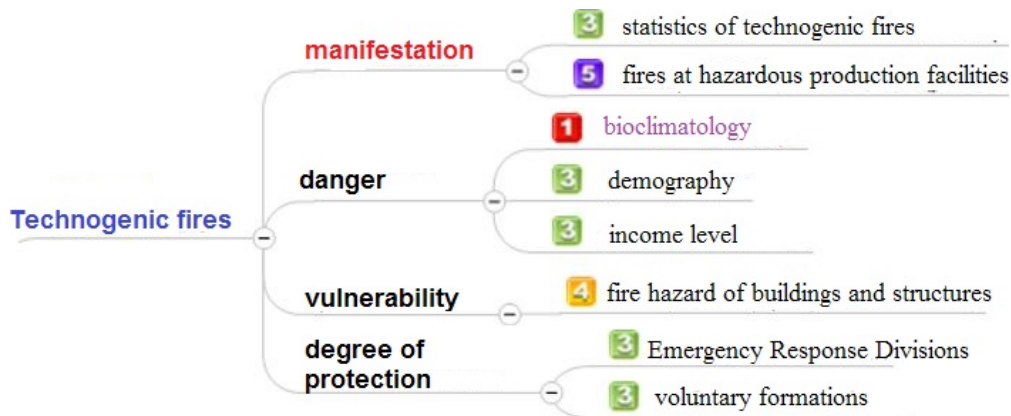 manifestation
3 statistics of technogenic fires
5 fires at hazardous production facilities
1 bioclimatology
danger
3 demography
Technogenic fires
3 income level
vulnerability
4 fire hazard of buildings and structures
degree of
protection
3 Emergency Response Divisions
3 voluntary formations